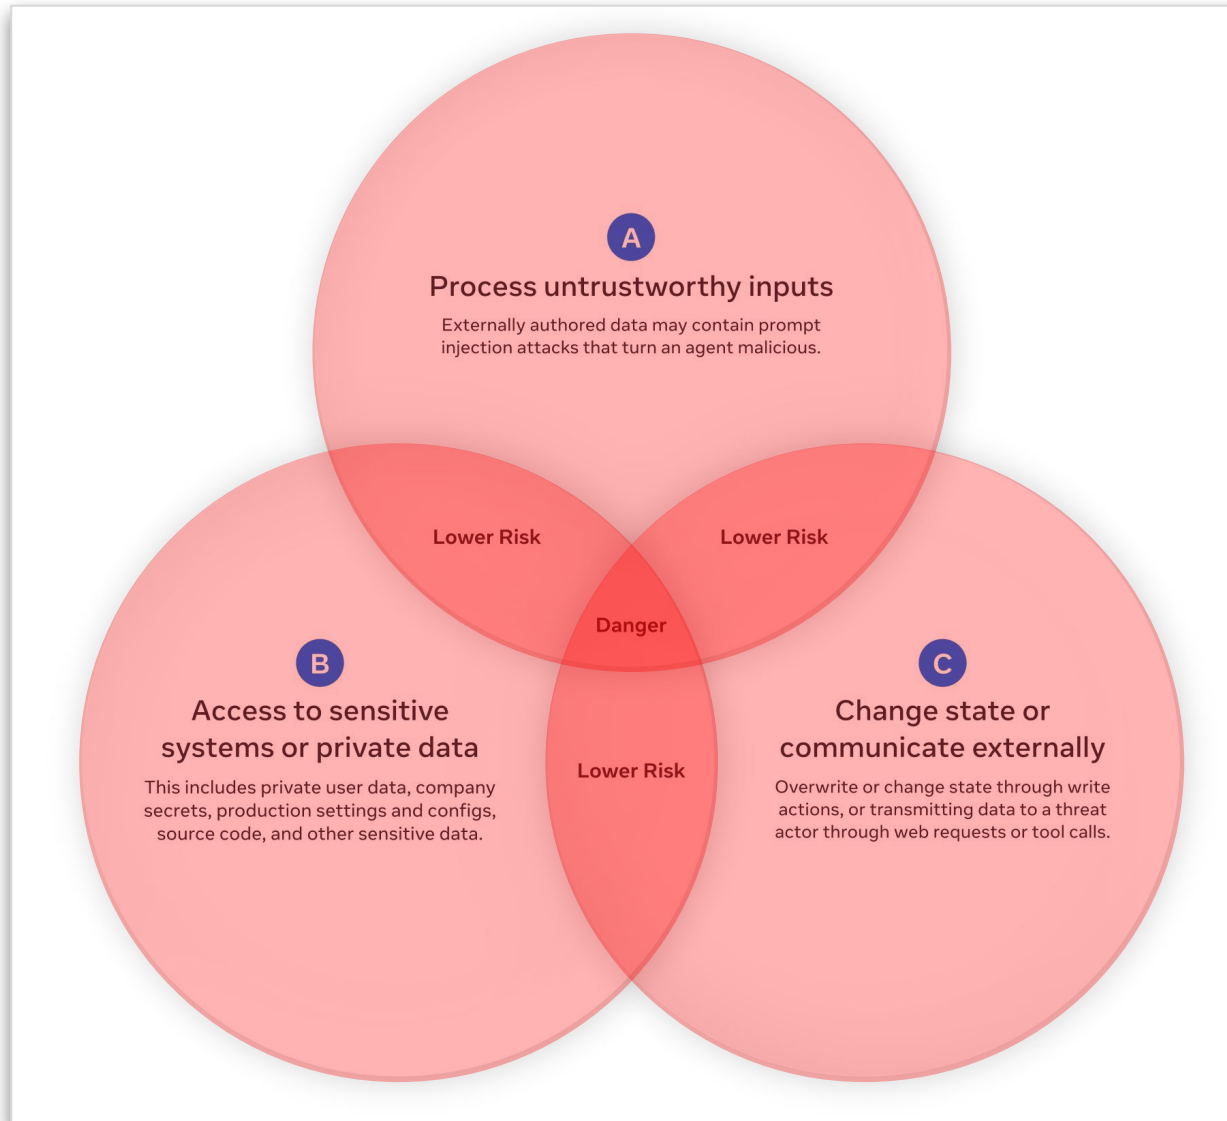 A
Process untrustworthy inputs
Externally authored data may contain prompt
injection attacks that turn an agent malicious.
Lower Risk
Lower Risk
Danger
B
Access to sensitive
systems or private data
This includes private user data, company
secrets, production settings and configs,
source code, and other sensitive data.
Lower Risk
C
Change state or
communicate externally
Overwrite or change state through write
actions, or transmitting data to a threat
actor through web requests or tool calls.